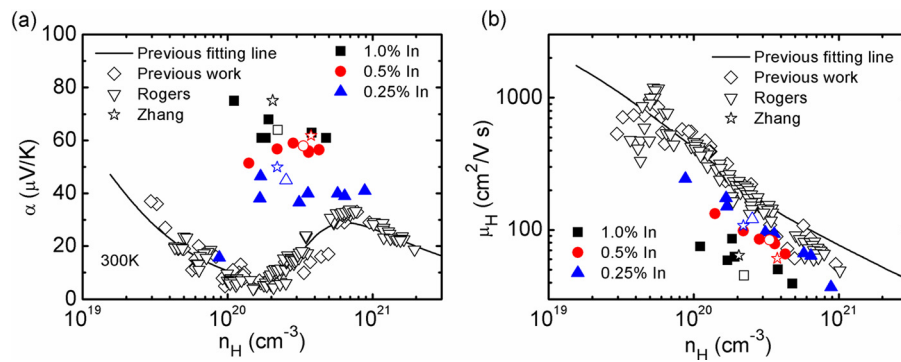 (a)
100
80
60
40
20
0
α (μV/K)
Previous fitting line
Previous work
Rogers
Zhang
1.0% In
0.5% In
0.25% In
300K
10^19
10^20
10^21
n_H (cm^-3)
(b)
1000
100
μ_H (cm^2/V s)
Previous fitting line
Previous work
Rogers
Zhang
1.0% In
0.5% In
0.25% In
10^19
10^20
10^21
n_H (cm^-3)